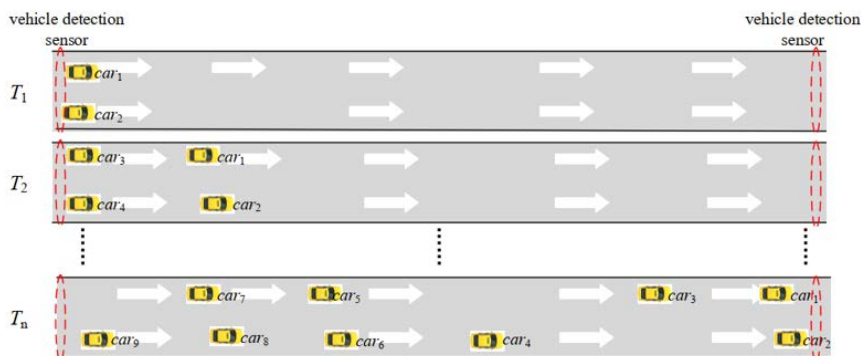 vehicle detection
sensor
vehicle detection
sensor
T1
car1
car2
T2
car3
car1
car4
car2
Tn
car7
car5
car3
car1
car9
car8
car6
car4
car2